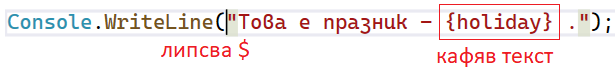 Console.WriteLine("Това е празник – {holiday} .");
липсва $
кафяв текст